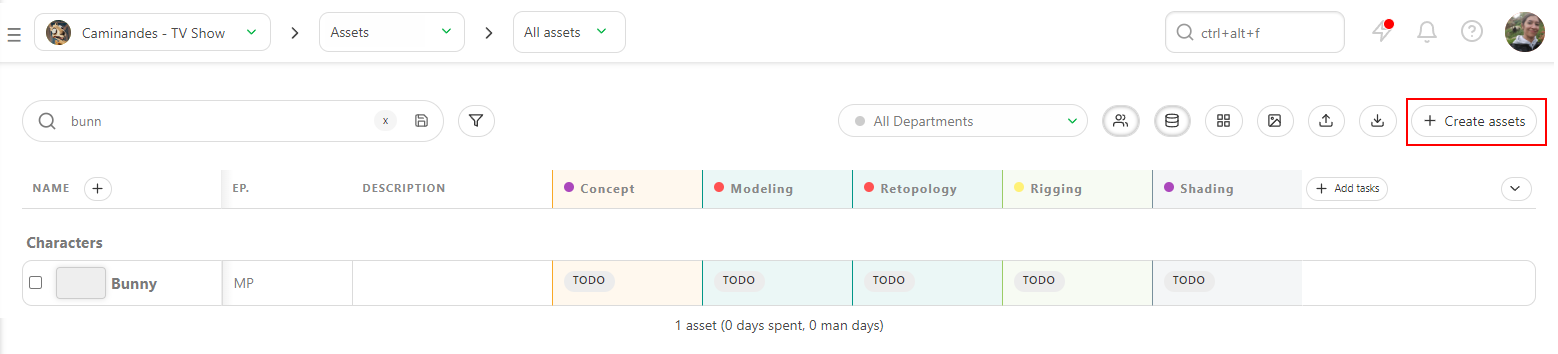 Caminandes - TV Show
Assets
All assets
ctrl+alt+f
bunn
x
All Departments
+ Create assets
NAME
+
EP.
DESCRIPTION
Concept
Modeling
Retopology
Rigging
Shading
+ Add tasks
Characters
Bunny
MP
TODO
TODO
TODO
TODO
TODO
1 asset (0 days spent, 0 man days)